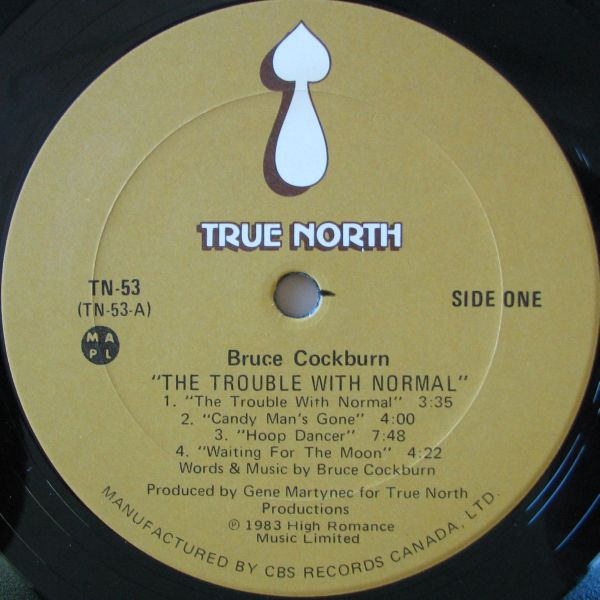 TRUE NORTH
TN-53
(TN-53-A)
SIDE ONE
M A
P L
Bruce Cockburn
"THE TROUBLE WITH NORMAL"
1. "The Trouble With Normal" 3:35
2. "Candy Man's Gone" 4:00
3. "Hoop Dancer" 7:48
4. "Waiting For The Moon" 4:22
Words & Music by Bruce Cockburn
Produced by Gene Martynec for True North
Productions
℗ 1983 High Romance
Music Limited
MANUFACTURED BY CBS RECORDS CANADA, LTD.